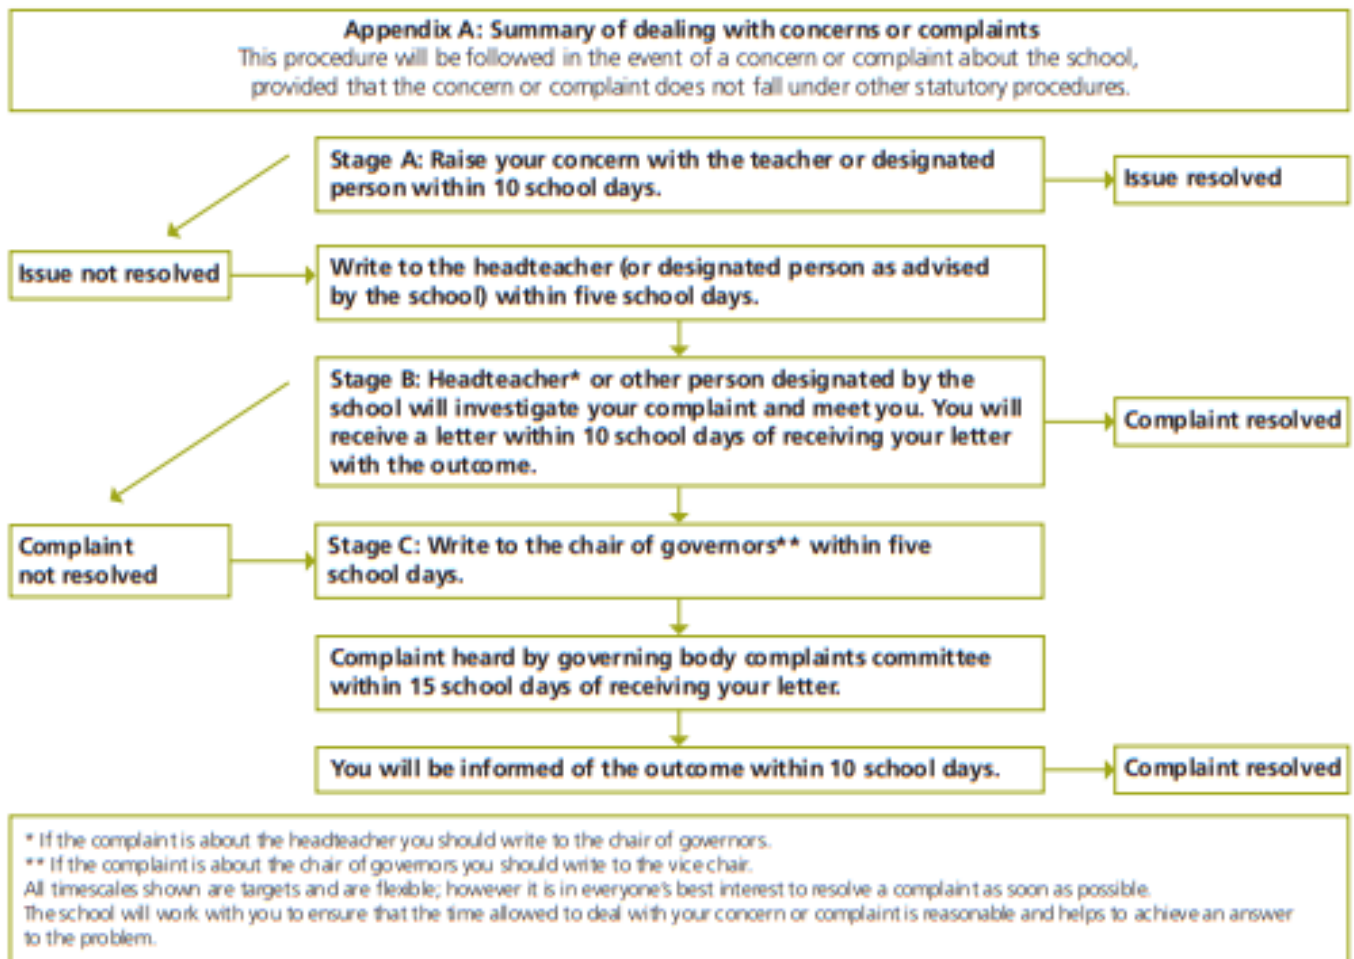 Appendix A: Summary of dealing with concerns or complaints
This procedure will be followed in the event of a concern or complaint about the school,
provided that the concern or complaint does not fall under other statutory procedures.
Stage A: Raise your concern with the teacher or designated
person within 10 school days.
Issue resolved
Issue not resolved
Write to the headteacher (or designated person as advised
by the school) within five school days.
Stage B: Headteacher* or other person designated by the
school will investigate your complaint and meet you. You will
receive a letter within 10 school days of receiving your letter
with the outcome.
Complaint resolved
Complaint
not resolved
Stage C: Write to the chair of governors** within five
school days.
Complaint heard by governing body complaints committee
within 15 school days of receiving your letter.
You will be informed of the outcome within 10 school days.
Complaint resolved
* If the complaint is about the headteacher you should write to the chair of governors.
** If the complaint is about the chair of governors you should write to the vice chair.
All timescales shown are targets and are flexible; however it is in everyone's best interest to resolve a complaint as soon as possible.
The school will work with you to ensure that the time allowed to deal with your concern or complaint is reasonable and helps to achieve an answer
to the problem.